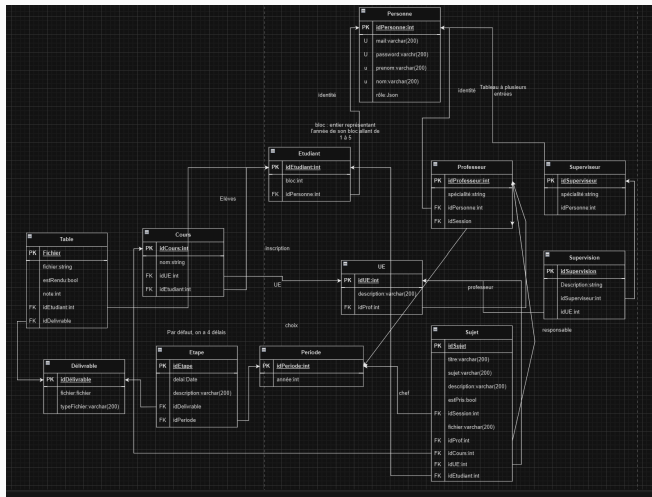 Personne
PK idPersonne:int
U mail:varchar(200)
U password:varchr(200)
u prenom:varchar(200)
u nom:varchar(200)
rôle:Json
identité
identité
Tableau à plusieurs
entrées
bloc : entier représentant
l'année de son bloc allant de
1 à 5
Etudiant
PK idEtudiant:int
bloc:int
FK idPersonne:int
Professeur
PK idProfesseur:int
spécialité:string
FK idPersonne:int
FK idSession
Superviseur
PK idSuperviseur
spécialité:string
FK idPersonne:int
Elèves
Table
PK Fichier
fichier:string
estRendu:bool
note:int
FK idEtudiant:int
FK idDelivrable
Cours
PK idCours:int
nom:string
FK idUE:int
FK idEtudiant:int
inscription
UE
UE
PK idUE:int
description:varchar(200)
FK idProf:int
professeur
Supervision
PK idSupervision
Description:string
FK idSuperviseur:int
FK idUE:int
responsable
choix
Par défaut, on a 4 délais
Délivrable
PK idDélivrable
fichier:fichier
typeFichier:varchar(200)
Etape
PK idEtape
delai:Date
description:varchar(200)
FK idDelivrable
FK idPeriode
Periode
PK idPeriode:int
année:int
chef
Sujet
PK idSujet
titre:varchar(200)
sujet:varchar(200)
description:varchar(200)
estPris:bool
FK idSession:int
fichier:varchar(200)
FK idProf:int
FK idCours:int
FK idUE:int
FK idEtudiant:int